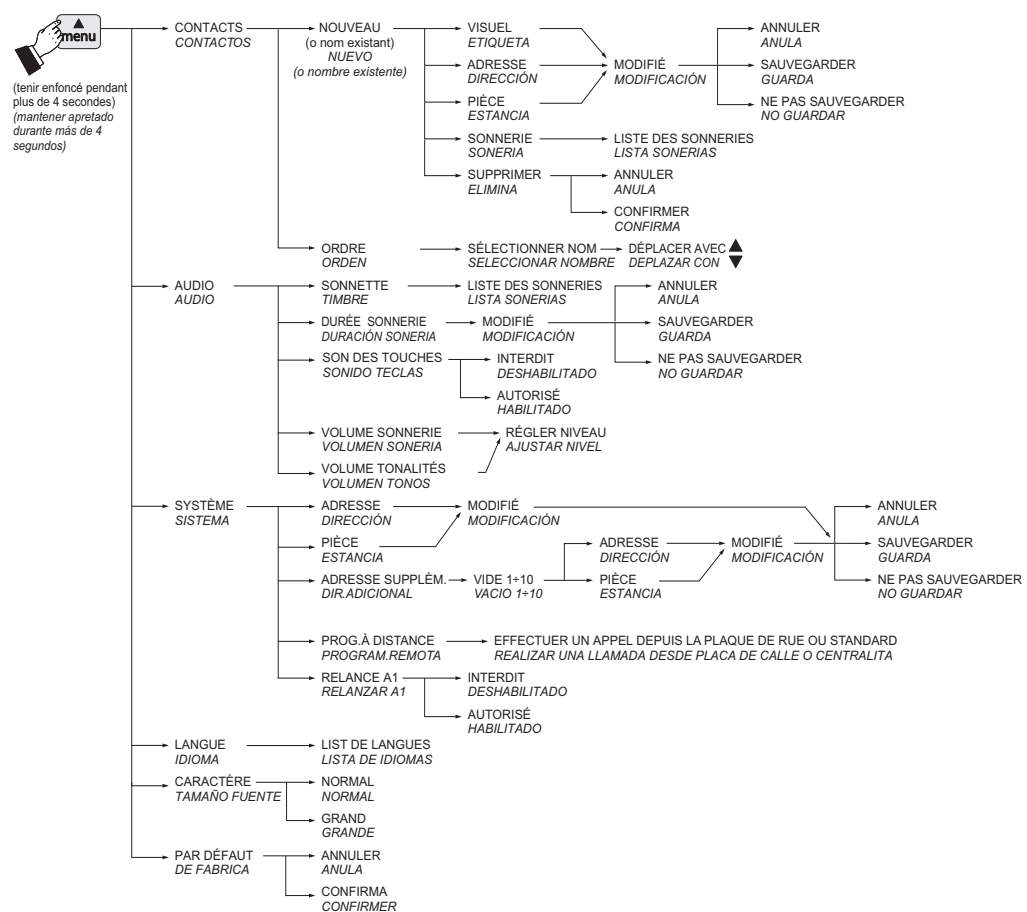 menu
(tenir enfoncé pendant
plus de 4 secondes)
(mantener apretado
durante más de 4
segundos)
CONTACTS
CONTACTOS
NOUVEAU
(o nom existant)
NUEVO
(o nombre existente)
VISUEL
ETIQUETA
ADRESSE
DIRECCIÓN
PIÈCE
ESTANCIA
MODIFIÉ
MODIFICACIÓN
ANNULER
ANULA
SAUVEGARDER
GUARDA
NE PAS SAUVEGARDER
NO GUARDAR
SONNERIE
SONERIA
LISTE DES SONNERIES
LISTA SONERIAS
SUPPRIMER
ELIMINA
ANNULER
ANULA
CONFIRMER
CONFIRMA
ORDRE
ORDEN
SÉLECTIONNER NOM
SELECCIONAR NOMBRE
DÉPLACER AVEC
DEPLAZAR CON
AUDIO
AUDIO
SONNETTE
TIMBRE
LISTE DES SONNERIES
LISTA SONERIAS
DURÉE SONNERIE
DURACIÓN SONERIA
MODIFIÉ
MODIFICACIÓN
ANNULER
ANULA
SAUVEGARDER
GUARDA
NE PAS SAUVEGARDER
NO GUARDAR
SON DES TOUCHES
SONIDO TECLAS
INTERDIT
DESHABILITADO
AUTORISÉ
HABILITADO
VOLUME SONNERIE
VOLUMEN SONERIA
RÉGLER NIVEAU
AJUSTAR NIVEL
VOLUME TONALITÉS
VOLUMEN TONOS
SYSTÈME
SISTEMA
ADRESSE
DIRECCIÓN
MODIFIÉ
MODIFICACIÓN
PIÈCE
ESTANCIA
ADRESSE SUPPLÈM.
DIR.ADICIONAL
VIDE 1÷10
VACIO 1÷10
ADRESSE
DIRECCIÓN
PIÈCE
ESTANCIA
MODIFIÉ
MODIFICACIÓN
ANNULER
ANULA
SAUVEGARDER
GUARDA
NE PAS SAUVEGARDER
NO GUARDAR
PROG.À DISTANCE
PROGRAM.REMOTA
EFFECTUER UN APPEL DEPUIS LA PLAQUE DE RUE OU STANDARD
REALIZAR UNA LLAMADA DESDE PLACA DE CALLE O CENTRALITA
RELANCE A1
RELANZAR A1
INTERDIT
DESHABILITADO
AUTORISÉ
HABILITADO
LANGUE
IDIOMA
LIST DE LANGUES
LISTA DE IDIOMAS
CARACTÈRE
TAMAÑO FUENTE
NORMAL
NORMAL
GRAND
GRANDE
PAR DÉFAUT
DE FABRICA
ANNULER
ANULA
CONFIRMA
CONFIRMER